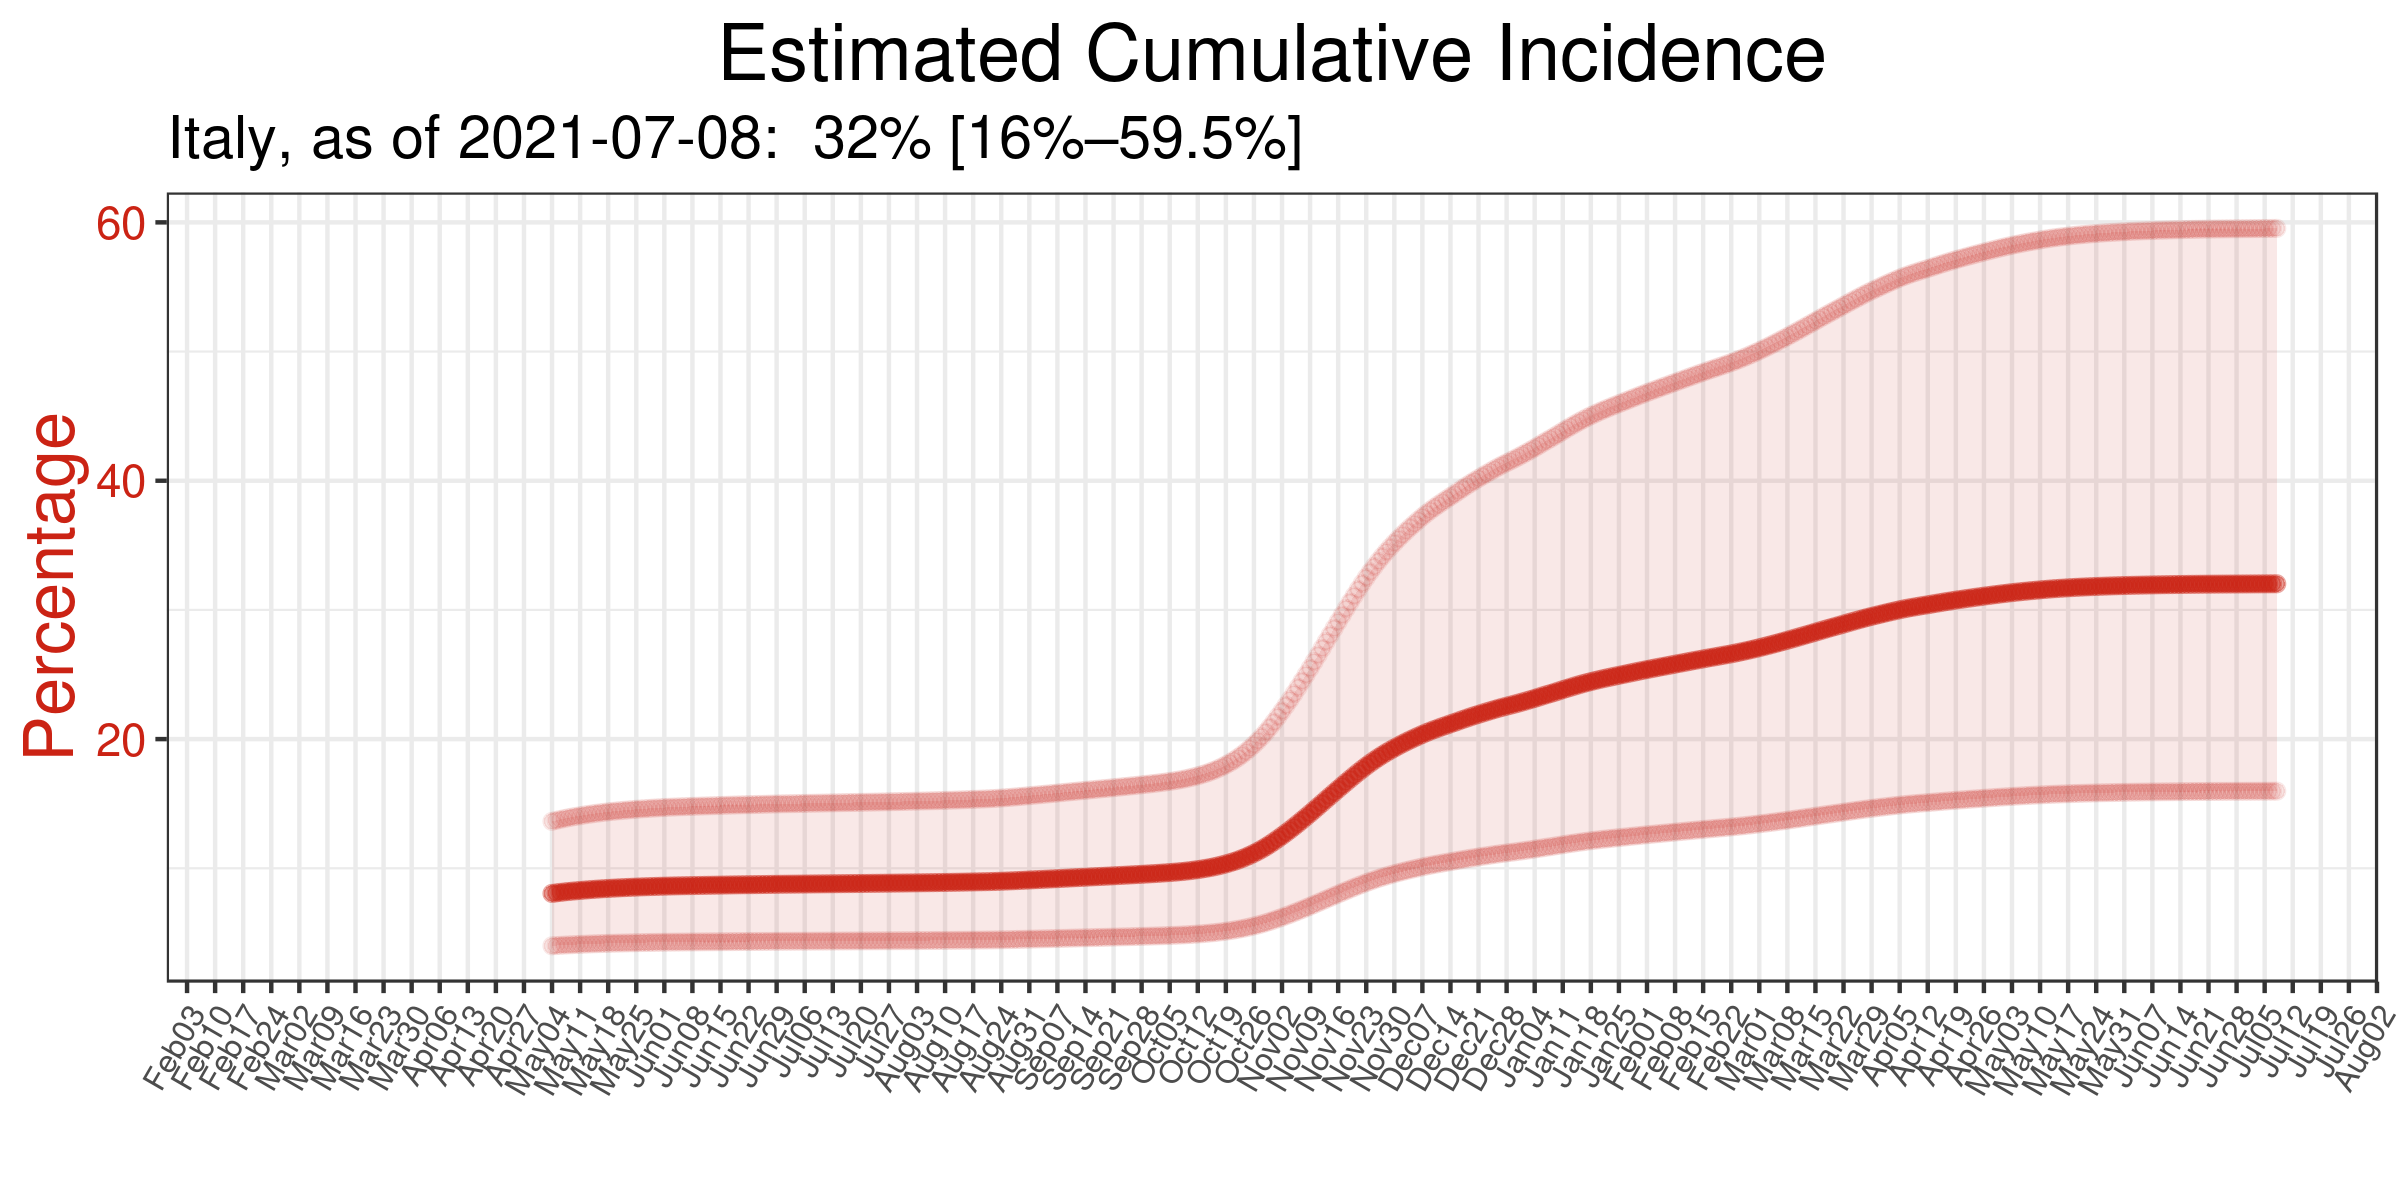 Estimated Cumulative Incidence
Italy, as of 2021-07-08:  32% [16%–59.5%]
Percentage
60
40
20
Feb03
Feb10
Feb17
Feb24
Mar02
Mar09
Mar16
Mar23
Mar30
Apr06
Apr13
Apr20
Apr27
May04
May11
May18
May25
Jun01
Jun08
Jun15
Jun22
Jun29
Jul06
Jul13
Jul20
Jul27
Aug03
Aug10
Aug17
Aug24
Aug31
Sep07
Sep14
Sep21
Sep28
Oct05
Oct12
Oct19
Oct26
Nov02
Nov09
Nov16
Nov23
Nov30
Dec07
Dec14
Dec21
Dec28
Jan04
Jan11
Jan18
Jan25
Feb01
Feb08
Feb15
Feb22
Mar01
Mar08
Mar15
Mar22
Mar29
Apr05
Apr12
Apr19
Apr26
May03
May10
May17
May24
May31
Jun07
Jun14
Jun21
Jun28
Jul05
Jul12
Jul19
Jul26
Aug02